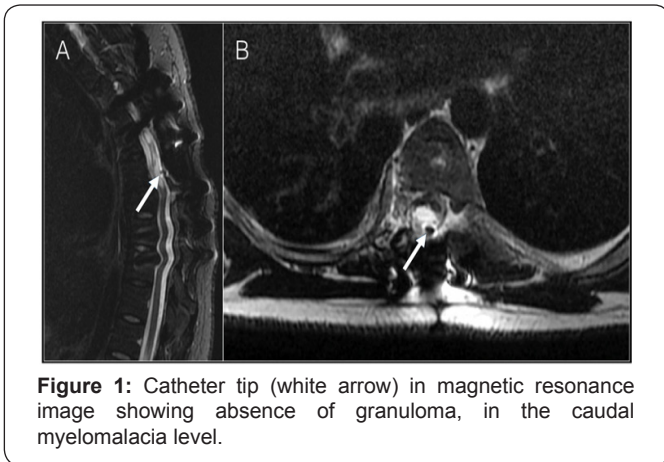 A
B
Figure 1: Catheter tip (white arrow) in magnetic resonance
image showing absence of granuloma, in the caudal
myelomalacia level.